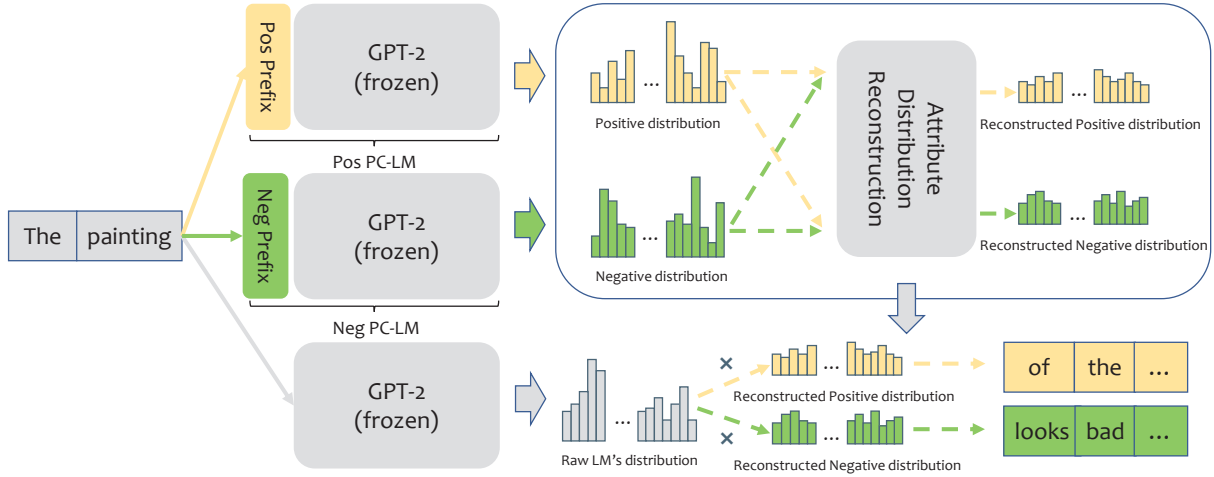 Pos Prefix
GPT-2
(frozen)
Pos PC-LM
The painting
Neg Prefix
GPT-2
(frozen)
Neg PC-LM
GPT-2
(frozen)
...
Positive distribution
...
Negative distribution
Attribute
Distribution
Reconstruction
...
Reconstructed Positive distribution
...
Reconstructed Negative distribution
...
Raw LM's distribution
×
...
Reconstructed Positive distribution
×
...
Reconstructed Negative distribution
of the ...
looks bad ...